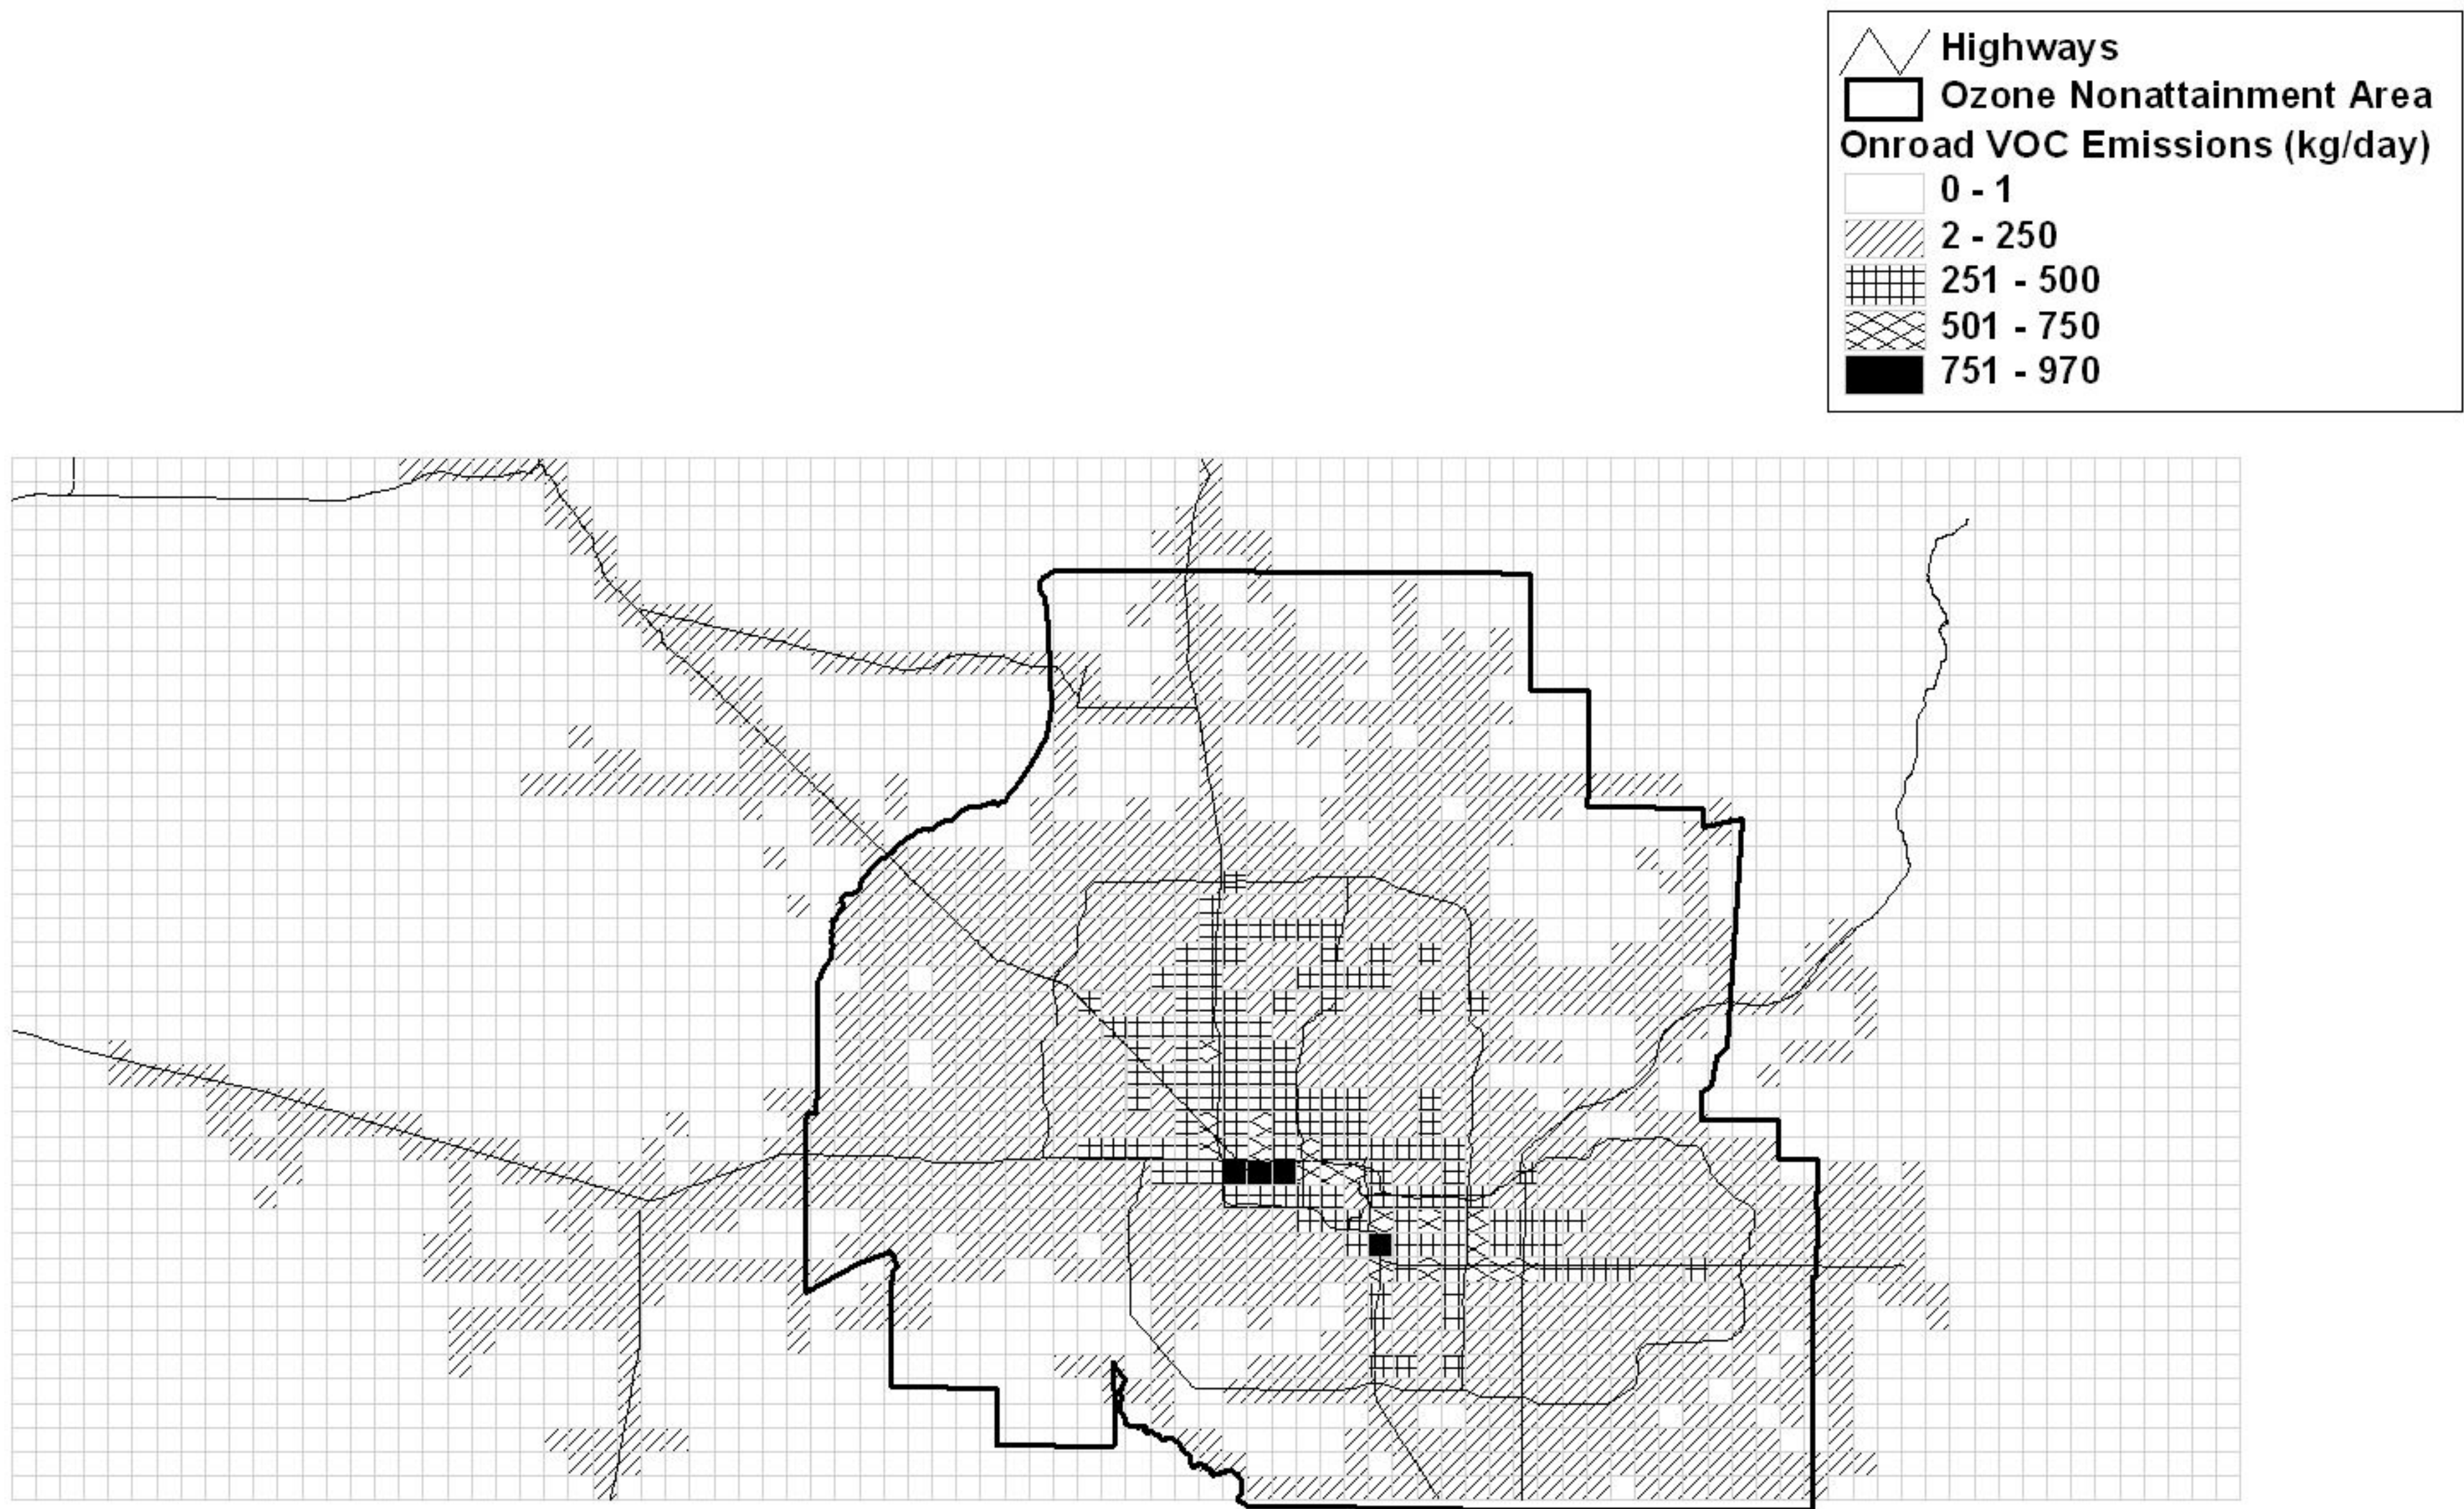 Highways
Ozone Nonattainment Area
Onroad VOC Emissions (kg/day)
0 - 1
2 - 250
251 - 500
501 - 750
751 - 970